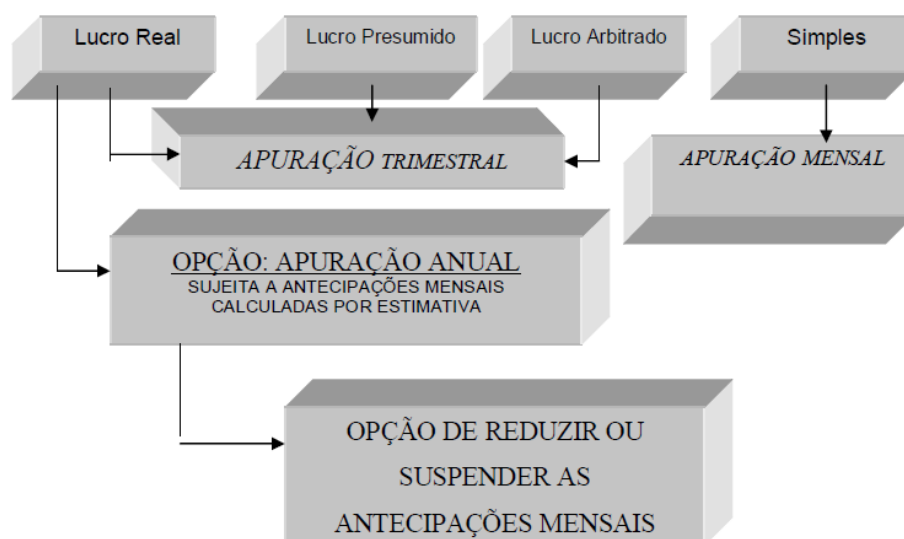 Lucro Real
Lucro Presumido
Lucro Arbitrado
Simples
APURAÇÃO TRIMESTRAL
APURAÇÃO MENSAL
OPÇÃO: APURAÇÃO ANUAL
SUJEITA A ANTECIPAÇÕES MENSAIS
CALCULADAS POR ESTIMATIVA
OPÇÃO DE REDUZIR OU
SUSPENDER AS
ANTECIPAÇÕES MENSAIS